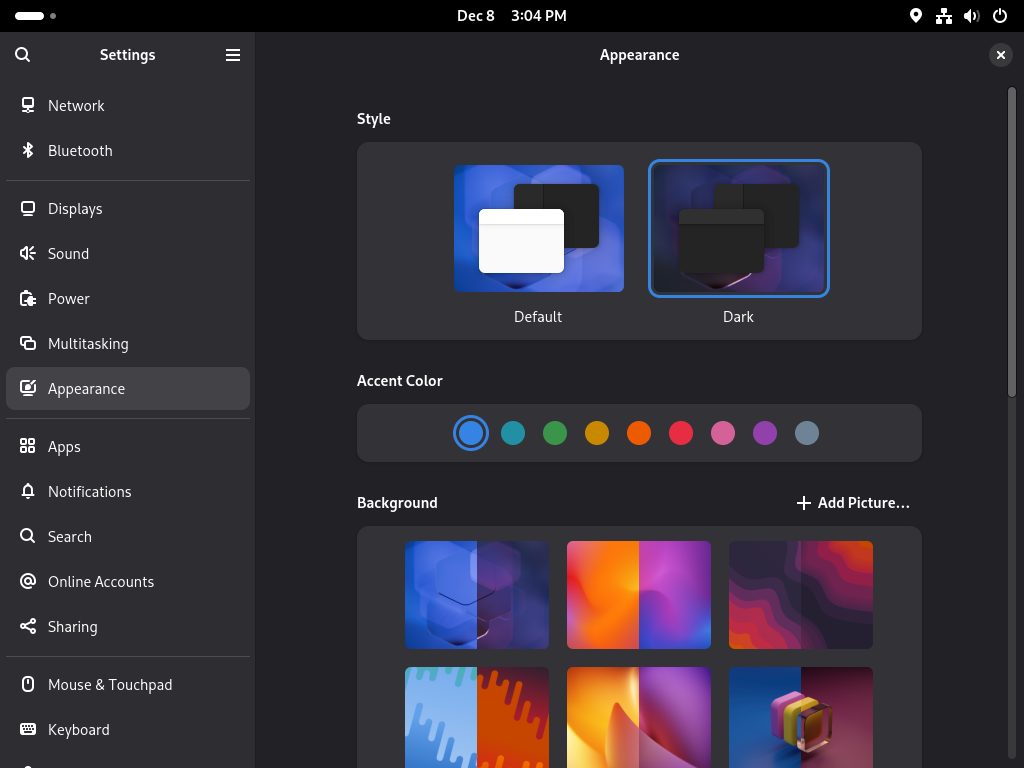 Dec 8 3:04 PM
Settings
Appearance
Network
Bluetooth
Displays
Sound
Power
Multitasking
Appearance
Apps
Notifications
Search
Online Accounts
Sharing
Mouse & Touchpad
Keyboard
Style
Default
Dark
Accent Color
Background
Add Picture…